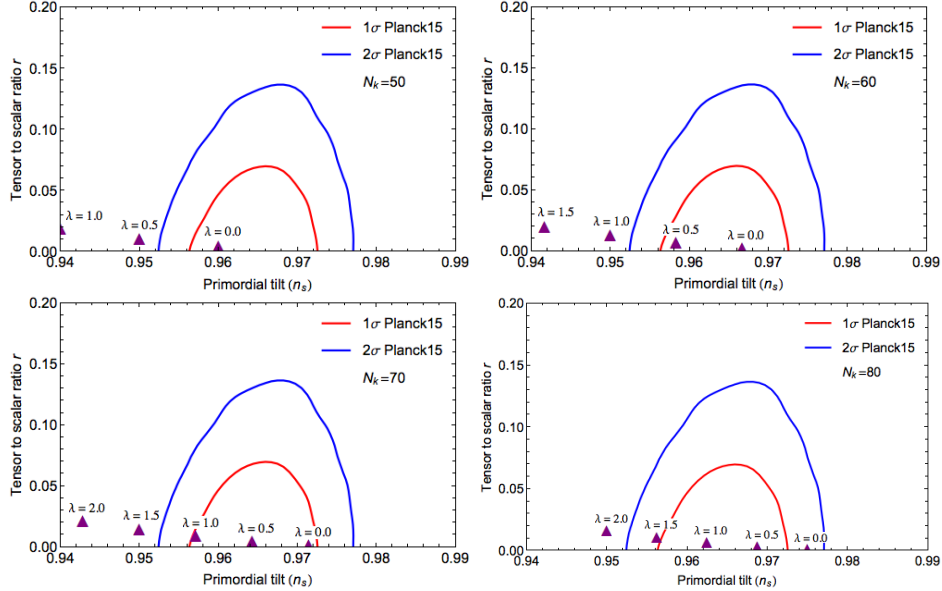 0.20
0.15
0.10
0.05
0.00
Tensor to scalar ratio r
1σ Planck15
2σ Planck15
N_k=50
λ = 1.0
λ = 0.5
λ = 0.0
0.94 0.95 0.96 0.97 0.98 0.99
Primordial tilt (n_s)
0.20
0.15
0.10
0.05
0.00
Tensor to scalar ratio r
1σ Planck15
2σ Planck15
N_k=60
λ = 1.5
λ = 1.0
λ = 0.5
λ = 0.0
0.94 0.95 0.96 0.97 0.98 0.99
Primordial tilt (n_s)
0.20
0.15
0.10
0.05
0.00
Tensor to scalar ratio r
1σ Planck15
2σ Planck15
N_k=70
λ = 2.0
λ = 1.5
λ = 1.0
λ = 0.5
λ = 0.0
0.94 0.95 0.96 0.97 0.98 0.99
Primordial tilt (n_s)
0.20
0.15
0.10
0.05
0.00
Tensor to scalar ratio r
1σ Planck15
2σ Planck15
N_k=80
λ = 2.0
λ = 1.5
λ = 1.0
λ = 0.5
λ = 0.0
0.94 0.95 0.96 0.97 0.98 0.99
Primordial tilt (n_s)